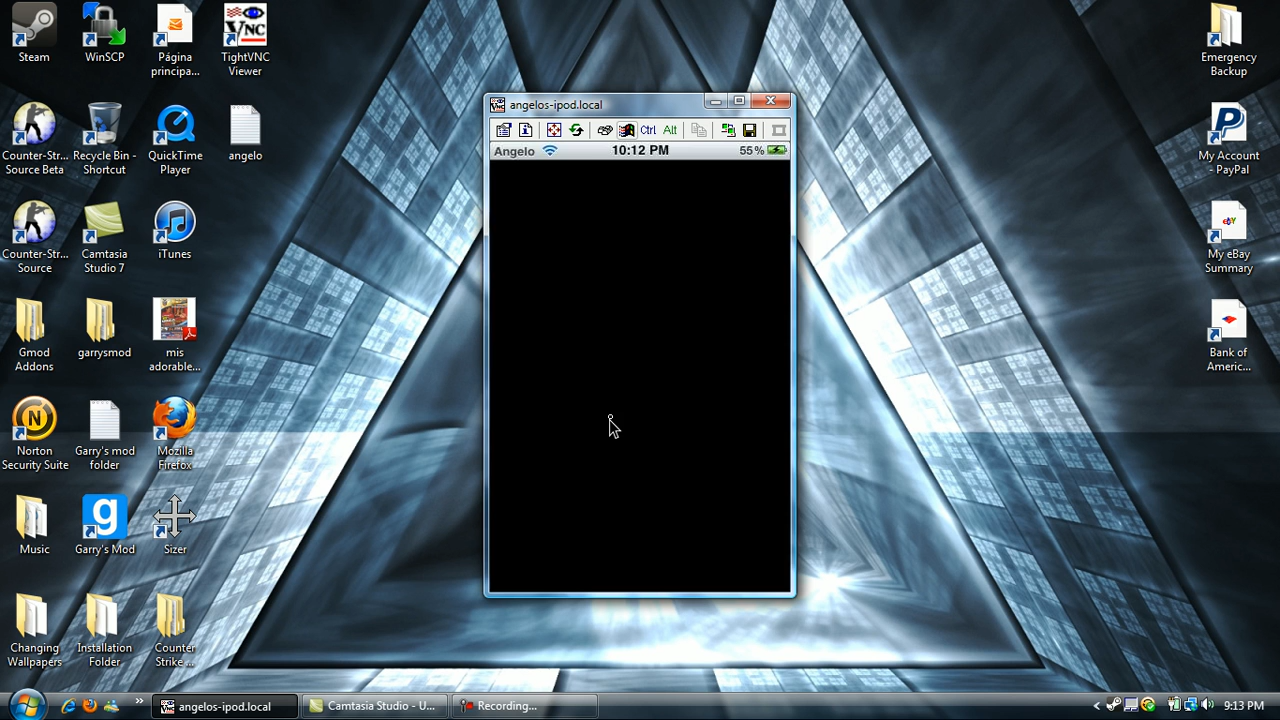 Steam
WinSCP
Página
principa...
TightVNC
Viewer
Emergency
Backup
Counter-Str...
Source Beta
Recycle Bin -
Shortcut
QuickTime
Player
angelo
My Account
- PayPal
Counter-Str...
Source
Camtasia
Studio 7
iTunes
My eBay
Summary
Gmod
Addons
garrysmod
mis
adorable...
Bank of
Americ...
Norton
Security Suite
Garry's mod
folder
Mozilla
Firefox
Music
Garry's Mod
Sizer
Changing
Wallpapers
Installation
Folder
Counter
Strike ...
angelos-ipod.local
Ctrl Alt
Angelo 10:12 PM 55%
angelos-ipod.local
Camtasia Studio - U...
Recording...
9:13 PM
VNC
N
g
ebY